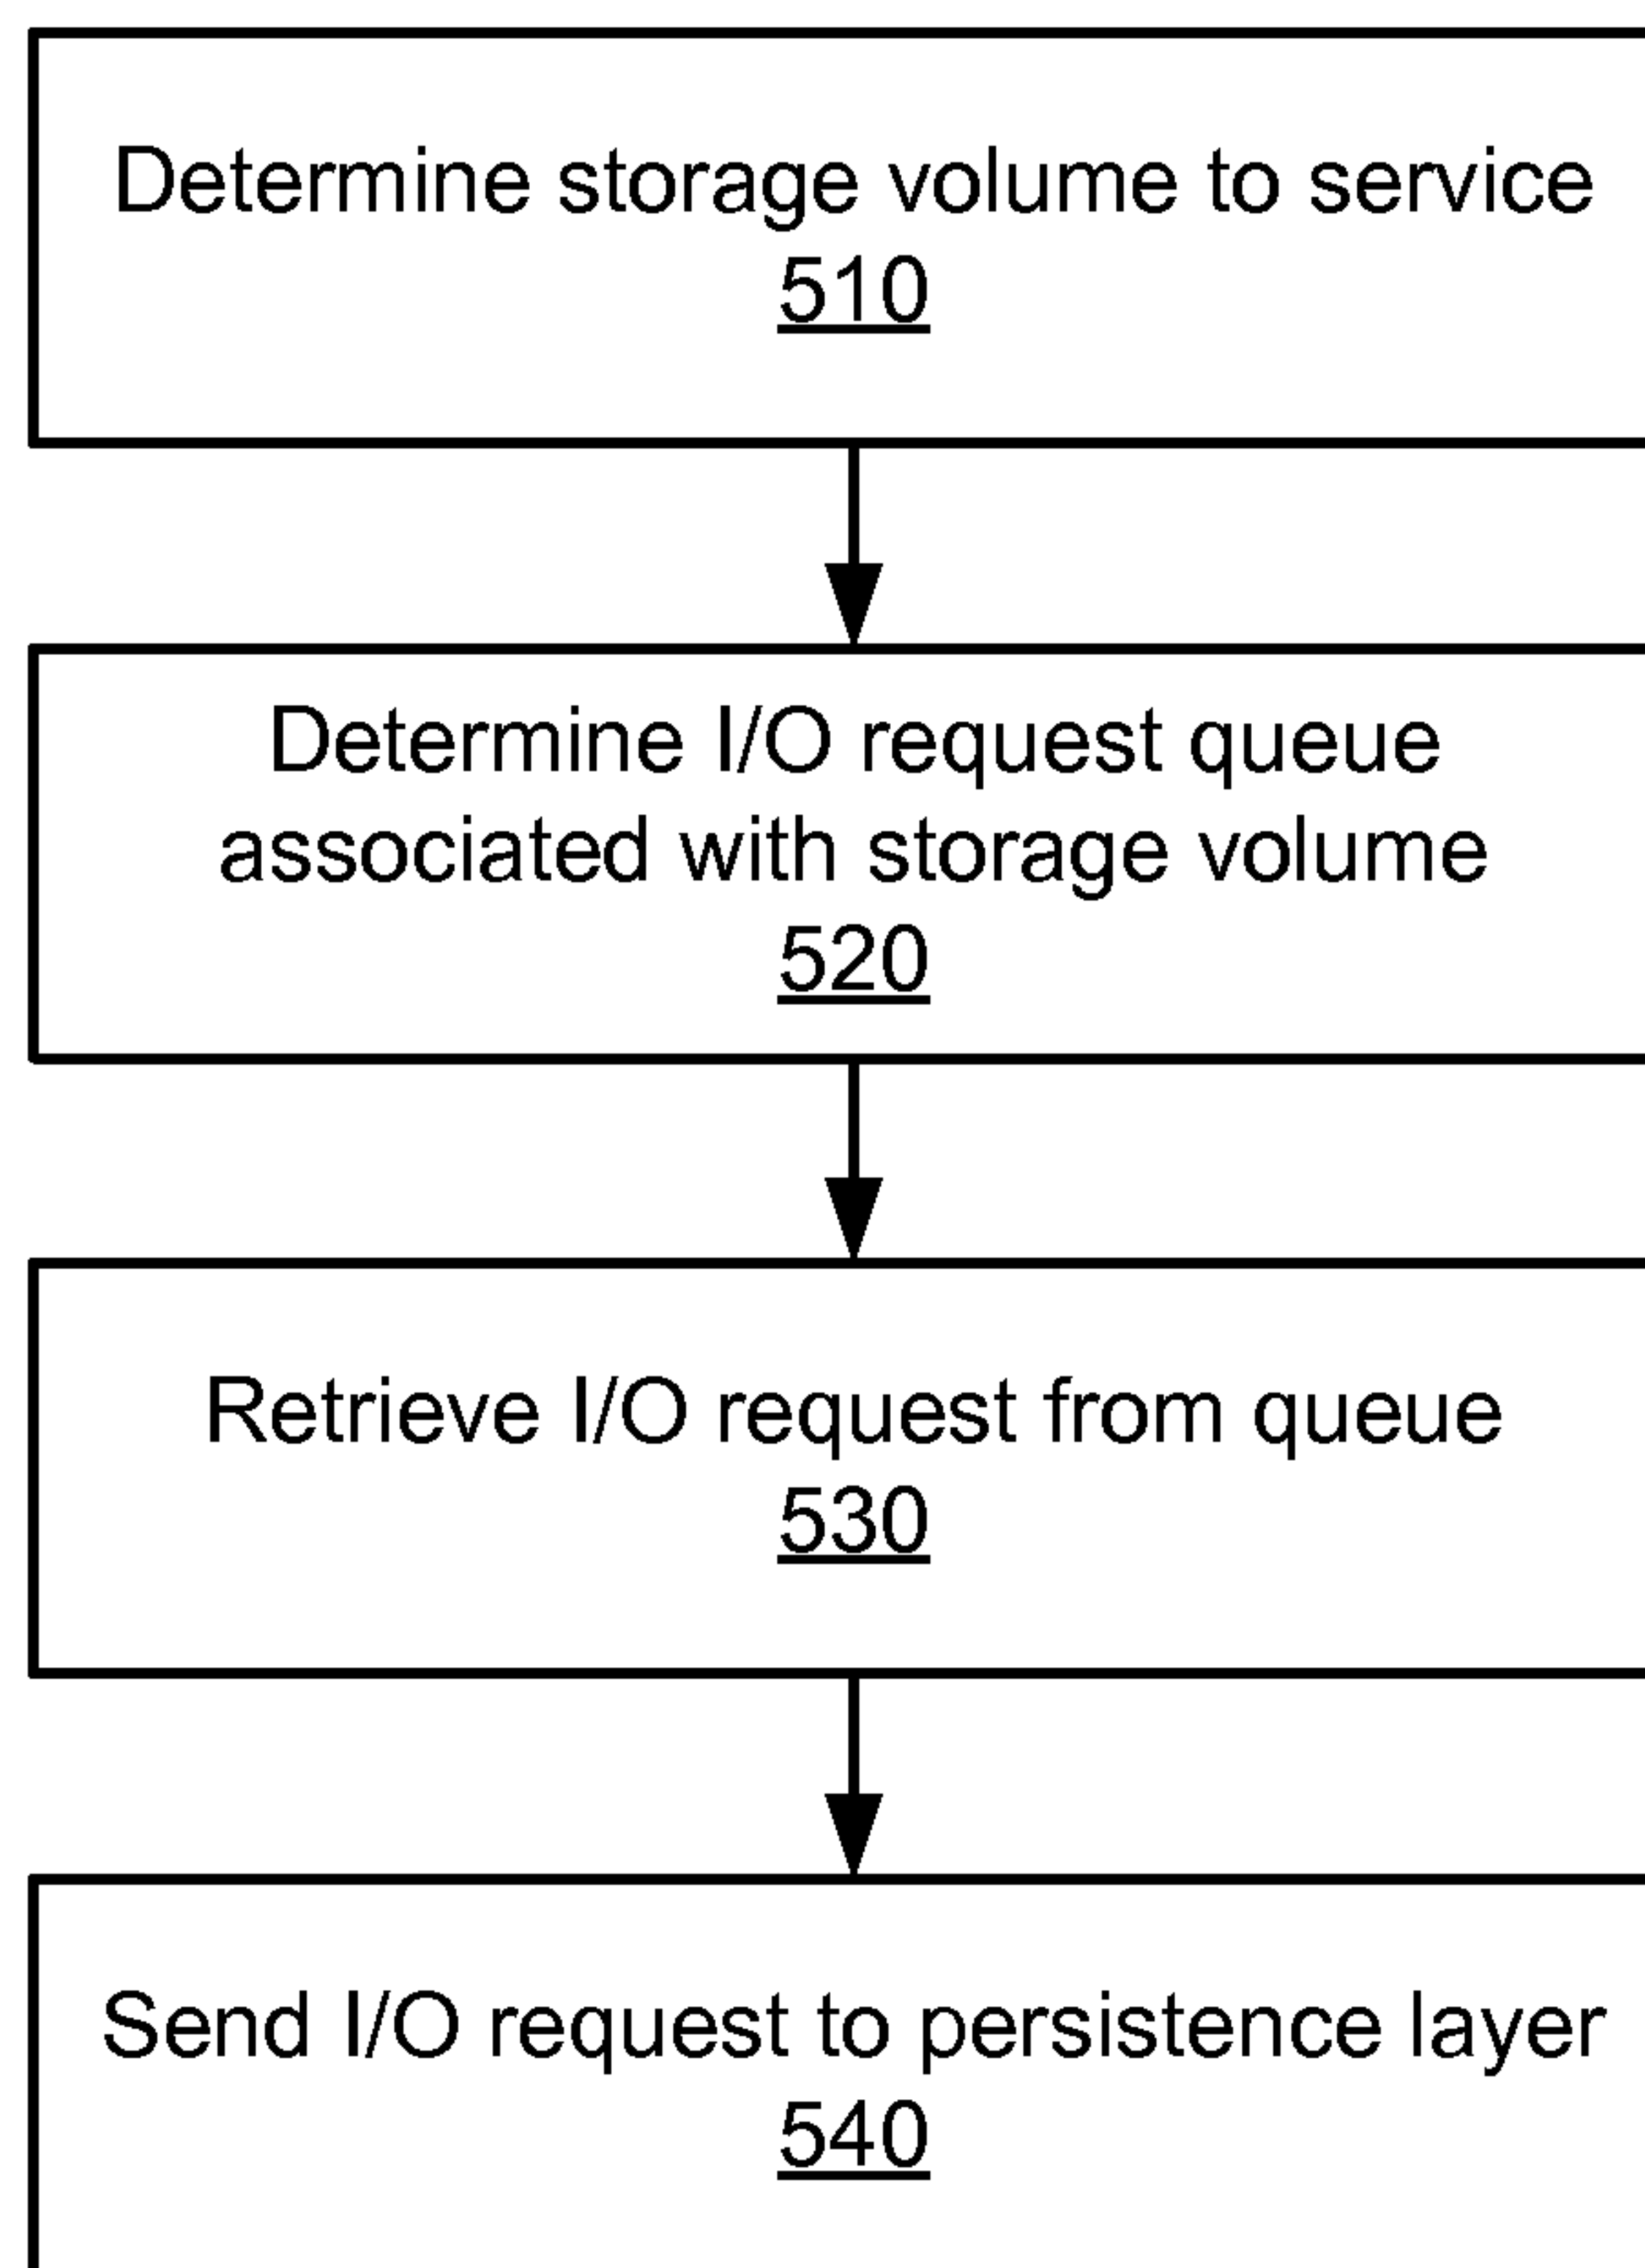 Determine storage volume to service
510
Determine I/O request queue
associated with storage volume
520
Retrieve I/O request from queue
530
Send I/O request to persistence layer
540